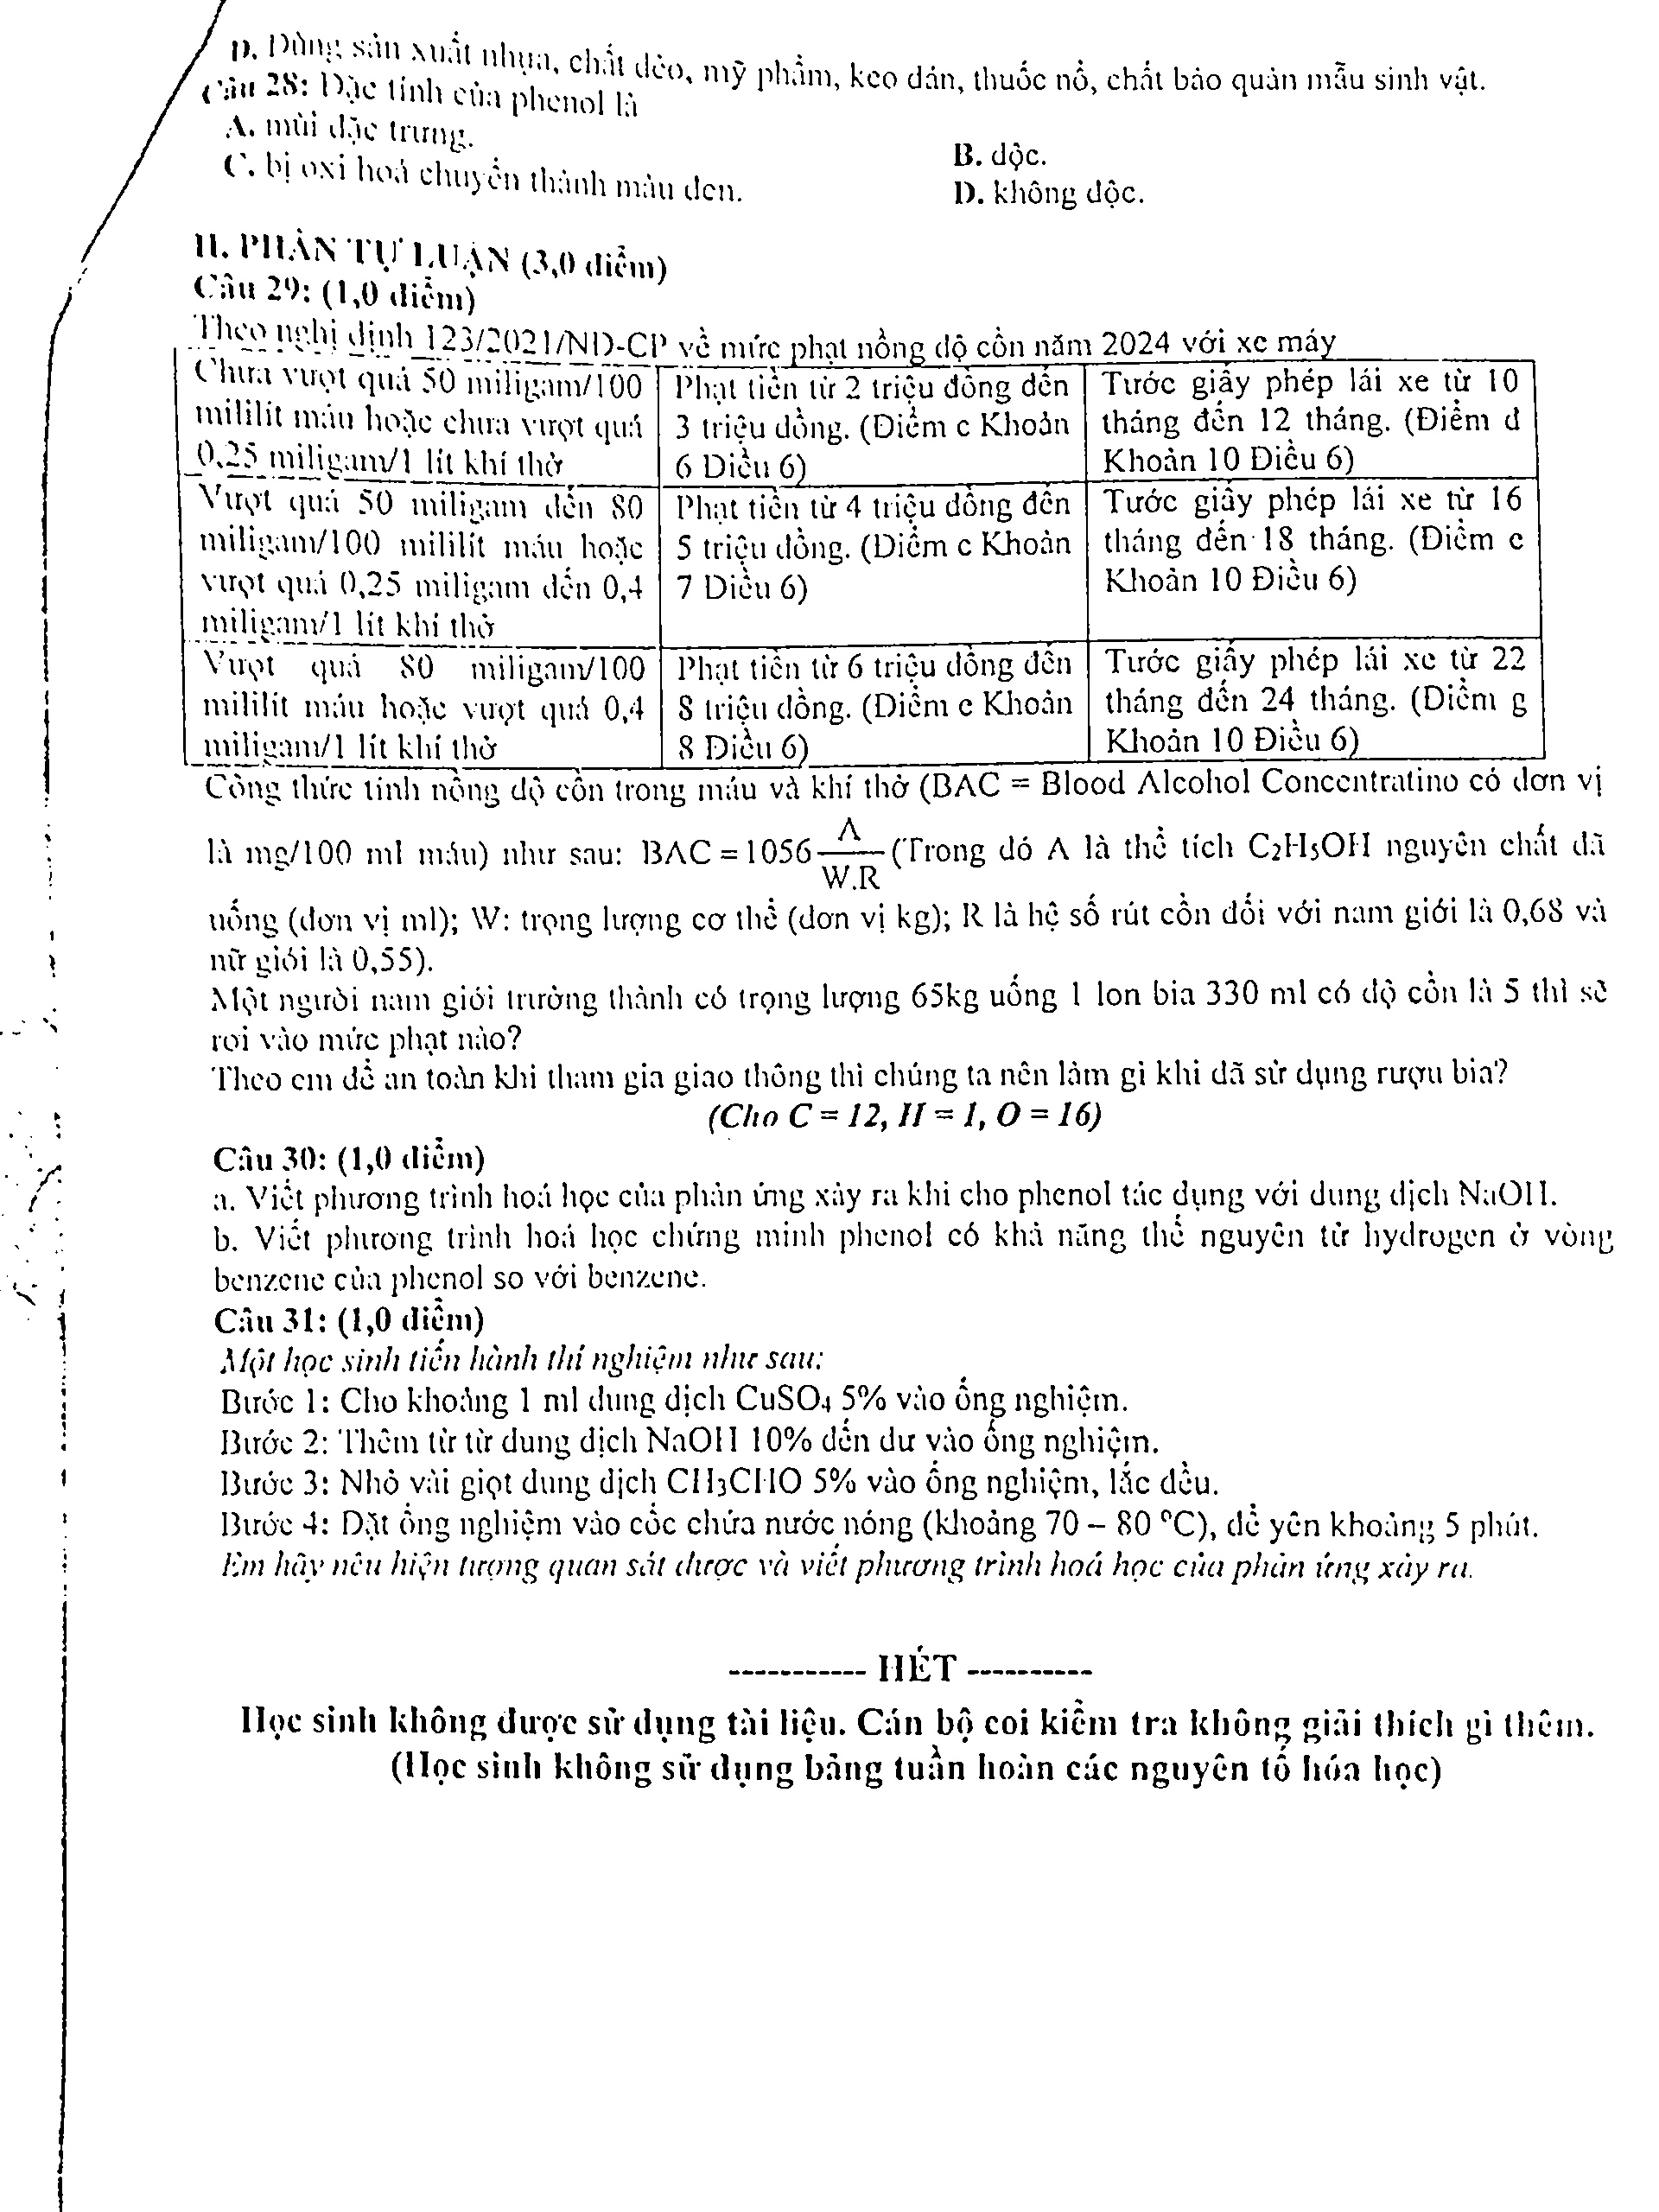 D. Dùng sản xuất nhựa, chất dẻo, mỹ phẩm, keo dán, thuốc nổ, chất bảo quản mẫu sinh vật.
Câu 28: Đặc tính của phenol là
A. mùi đặc trưng.
B. độc.
C. bị oxi hoá chuyển thành màu đen.
D. không độc.
II. PHẦN TỰ LUẬN (3,0 điểm)
Câu 29: (1,0 điểm)
Theo nghị định 123/2021/NĐ-CP về mức phạt nồng độ cồn năm 2024 với xe máy
Chưa vượt quá 50 miligam/100
mililít máu hoặc chưa vượt quá
0,25 miligam/1 lít khí thở
Phạt tiền từ 2 triệu đồng đến
3 triệu đồng. (Điểm c Khoản
6 Điều 6)
Tước giấy phép lái xe từ 10
tháng đến 12 tháng. (Điểm đ
Khoản 10 Điều 6)
Vượt quá 50 miligam đến 80
miligam/100 mililít máu hoặc
vượt quá 0,25 miligam đến 0,4
miligam/1 lít khí thở
Phạt tiền từ 4 triệu đồng đến
5 triệu đồng. (Điểm c Khoản
7 Điều 6)
Tước giấy phép lái xe từ 16
tháng đến 18 tháng. (Điểm e
Khoản 10 Điều 6)
Vượt quá 80 miligam/100
mililít máu hoặc vượt quá 0,4
miligam/1 lít khí thở
Phạt tiền từ 6 triệu đồng đến
8 triệu đồng. (Điểm e Khoản
8 Điều 6)
Tước giấy phép lái xe từ 22
tháng đến 24 tháng. (Điểm g
Khoản 10 Điều 6)
Công thức tính nồng độ cồn trong máu và khí thở (BAC = Blood Alcohol Concentratino có đơn vị
là mg/100 ml máu) như sau: BAC = 1056 A/W.R (Trong đó A là thể tích C₂H₅OH nguyên chất đã
uống (đơn vị ml); W: trọng lượng cơ thể (đơn vị kg); R là hệ số rút cồn đối với nam giới là 0,68 và
nữ giới là 0,55).
Một người nam giới trưởng thành có trọng lượng 65kg uống 1 lon bia 330 ml có độ cồn là 5 thì sẽ
rơi vào mức phạt nào?
Theo em để an toàn khi tham gia giao thông thì chúng ta nên làm gì khi đã sử dụng rượu bia?
(Cho C = 12, H = 1, O = 16)
Câu 30: (1,0 điểm)
a. Viết phương trình hoá học của phản ứng xảy ra khi cho phenol tác dụng với dung dịch NaOH.
b. Viết phương trình hoá học chứng minh phenol có khả năng thế nguyên tử hydrogen ở vòng
benzene của phenol so với benzene.
Câu 31: (1,0 điểm)
Một học sinh tiến hành thí nghiệm như sau:
Bước 1: Cho khoảng 1 ml dung dịch CuSO₄ 5% vào ống nghiệm.
Bước 2: Thêm từ từ dung dịch NaOH 10% đến dư vào ống nghiệm.
Bước 3: Nhỏ vài giọt dung dịch CH₃CHO 5% vào ống nghiệm, lắc đều.
Bước 4: Đặt ống nghiệm vào cốc chứa nước nóng (khoảng 70 – 80 ⁰C), để yên khoảng 5 phút.
Em hãy nêu hiện tượng quan sát được và viết phương trình hoá học của phản ứng xảy ra.
----------- HẾT ----------
Học sinh không được sử dụng tài liệu. Cán bộ coi kiểm tra không giải thích gì thêm.
(Học sinh không sử dụng bảng tuần hoàn các nguyên tố hóa học)